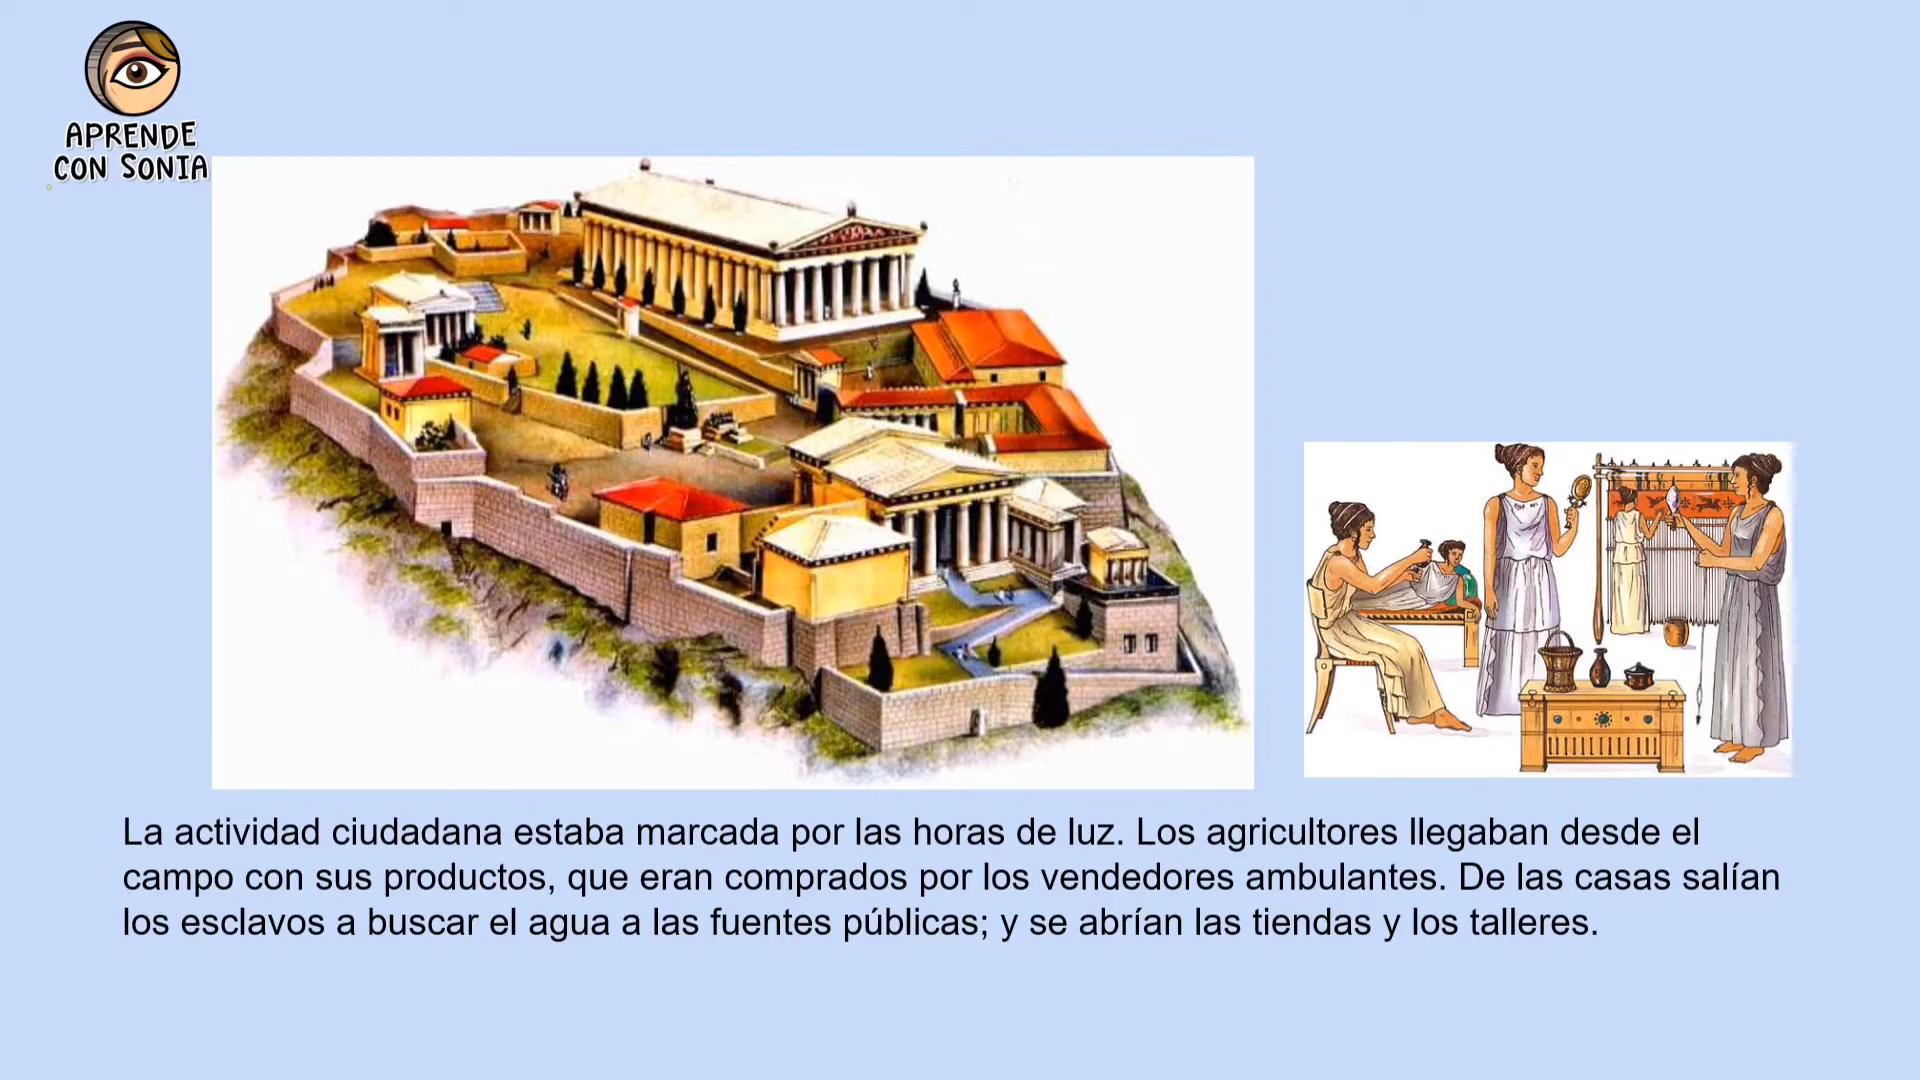 APRENDE
CON SONIA
La actividad ciudadana estaba marcada por las horas de luz. Los agricultores llegaban desde el
campo con sus productos, que eran comprados por los vendedores ambulantes. De las casas salían
los esclavos a buscar el agua a las fuentes públicas; y se abrían las tiendas y los talleres.